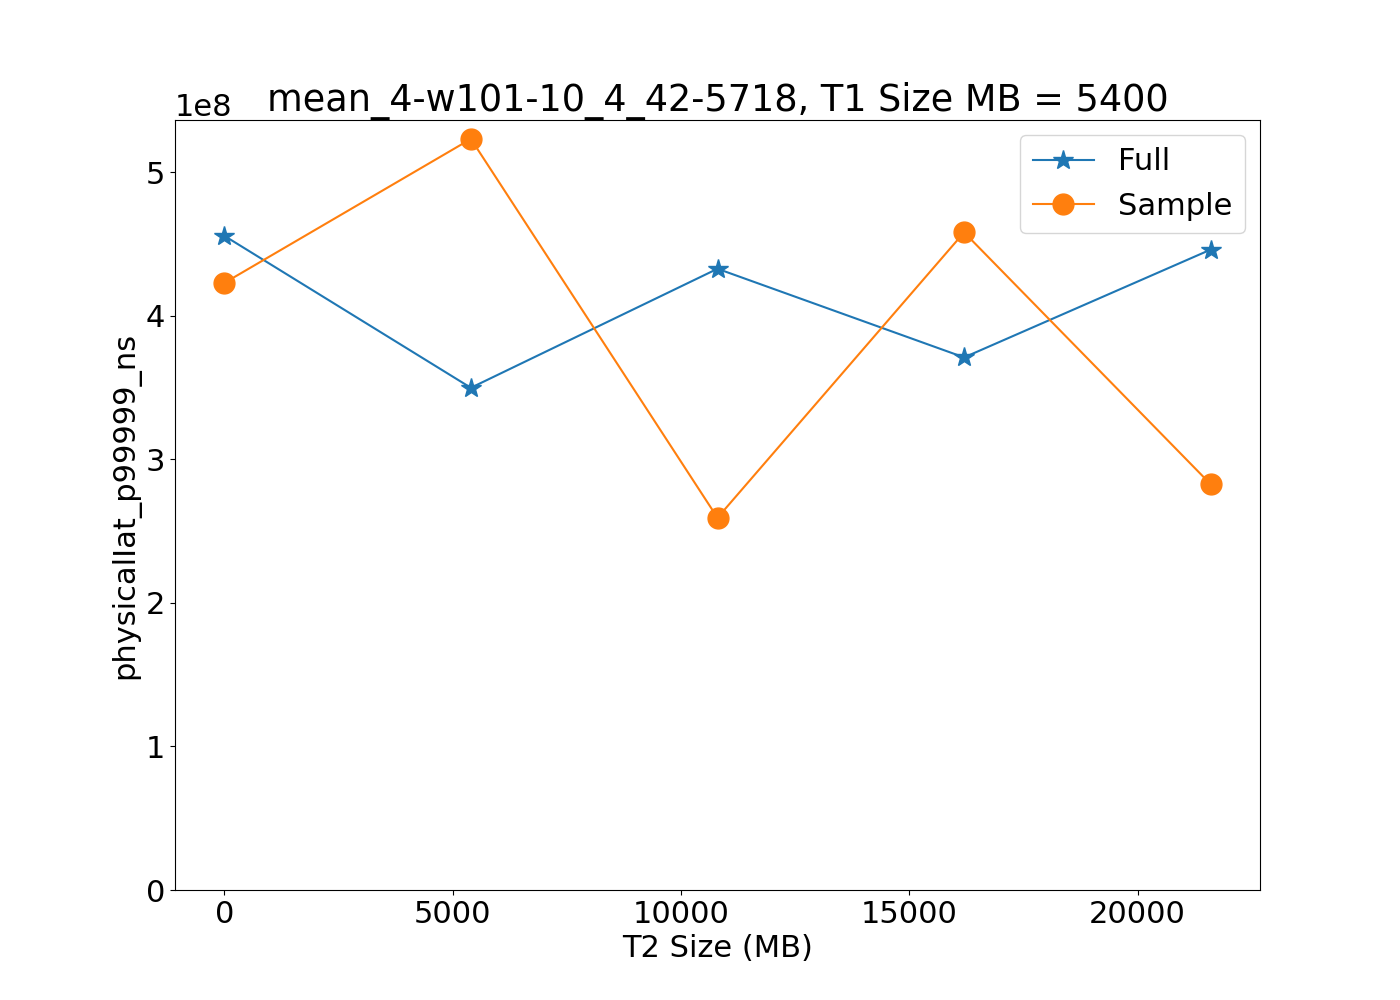 1e8
mean_4-w101-10_4_42-5718, T1 Size MB = 5400
Full
Sample
5
4
3
2
1
0
physicallat_p99999_ns
0 5000 10000 15000 20000
T2 Size (MB)